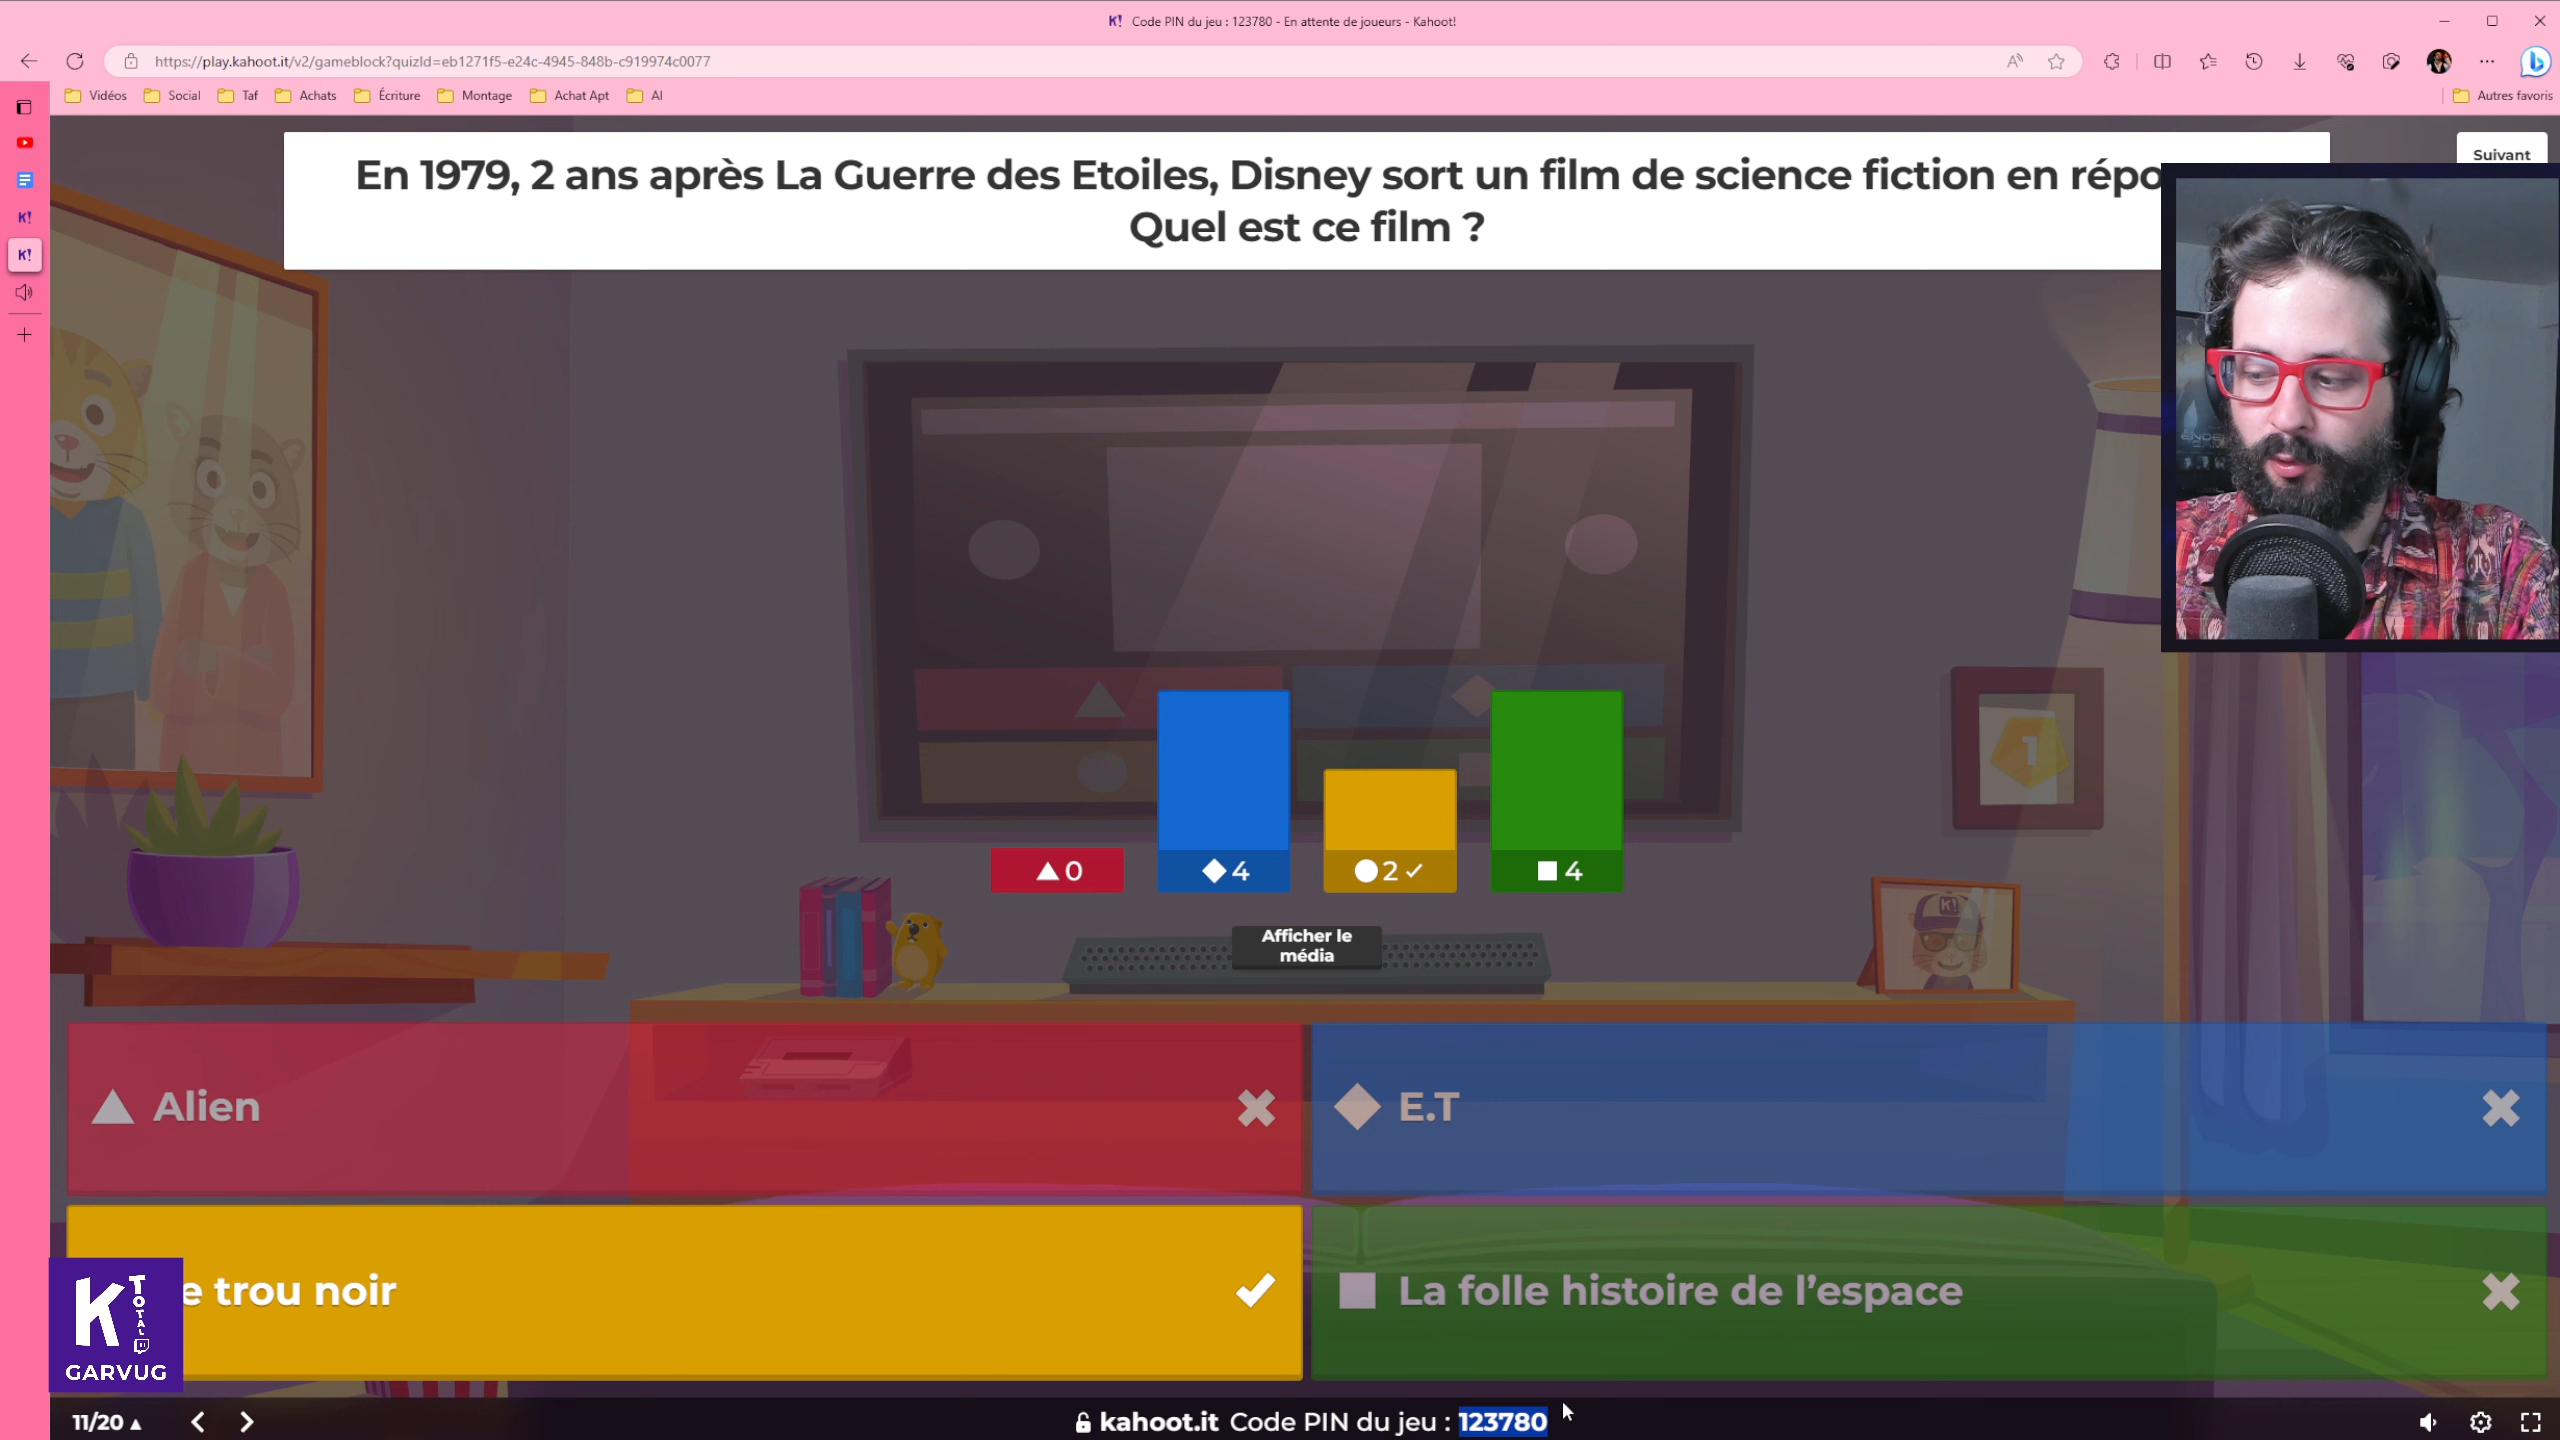 K! Code PIN du jeu : 123780 - En attente de joueurs - Kahoot!
https://play.kahoot.it/v2/gameblock?quizId=eb1271f5-e24c-4945-848b-c919974c0077
Vidéos Social Taf Achats Écriture Montage Achat Apt AI Autres favoris
En 1979, 2 ans après La Guerre des Etoiles, Disney sort un film de science fiction en répo
Quel est ce film ?
Suivant
K!
K!
1
0 4 2 4
K!
Afficher le
média
Alien
E.T
e trou noir
La folle histoire de l'espace
K TOTAL
GARVUG
11/20
kahoot.it Code PIN du jeu : 123780